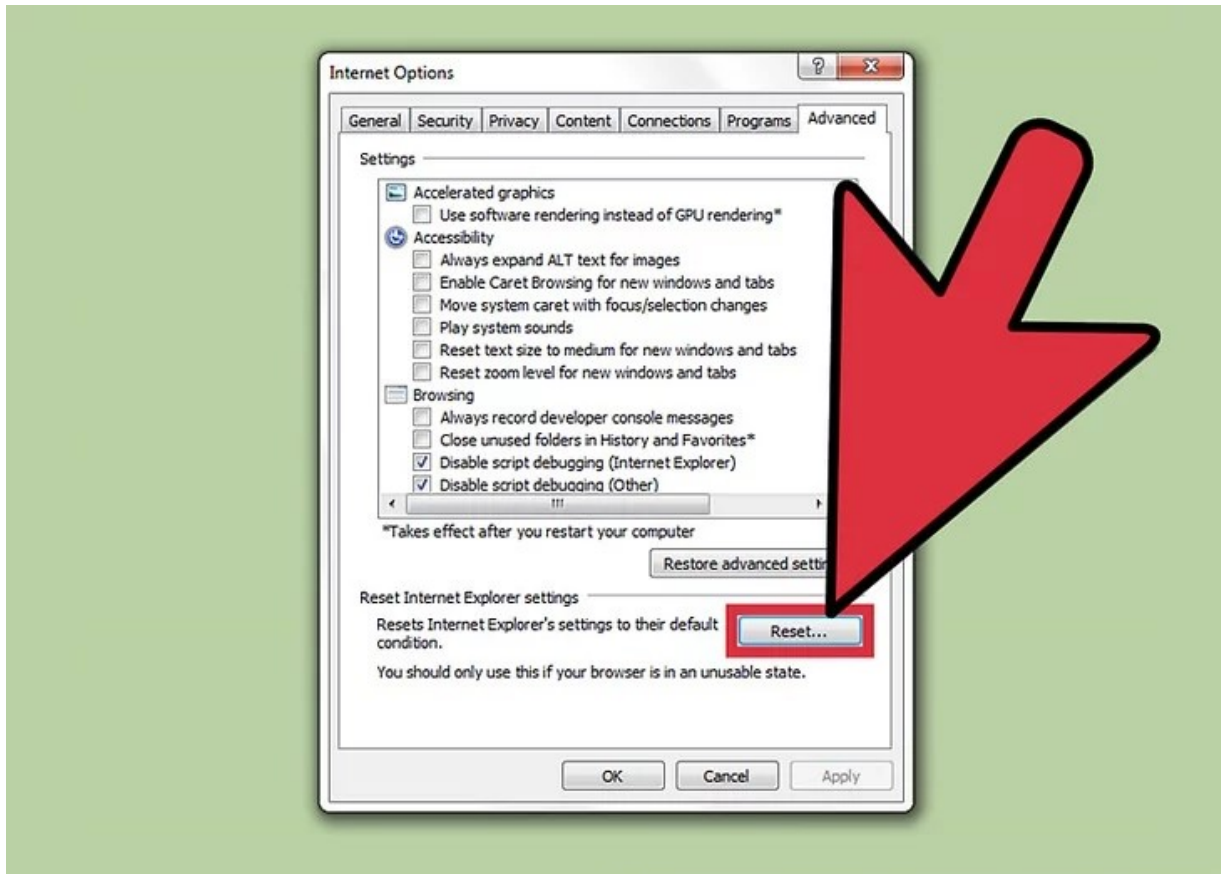 Internet Options
General Security Privacy Content Connections Programs Advanced
Settings
Accelerated graphics
Use software rendering instead of GPU rendering*
Accessibility
Always expand ALT text for images
Enable Caret Browsing for new windows and tabs
Move system caret with focus/selection changes
Play system sounds
Reset text size to medium for new windows and tabs
Reset zoom level for new windows and tabs
Browsing
Always record developer console messages
Close unused folders in History and Favorites*
Disable script debugging (Internet Explorer)
Disable script debugging (Other)
*Takes effect after you restart your computer
Restore advanced
Reset Internet Explorer settings
Resets Internet Explorer's settings to their default
condition.
Reset...
You should only use this if your browser is in an unusable state.
OK Cancel Apply